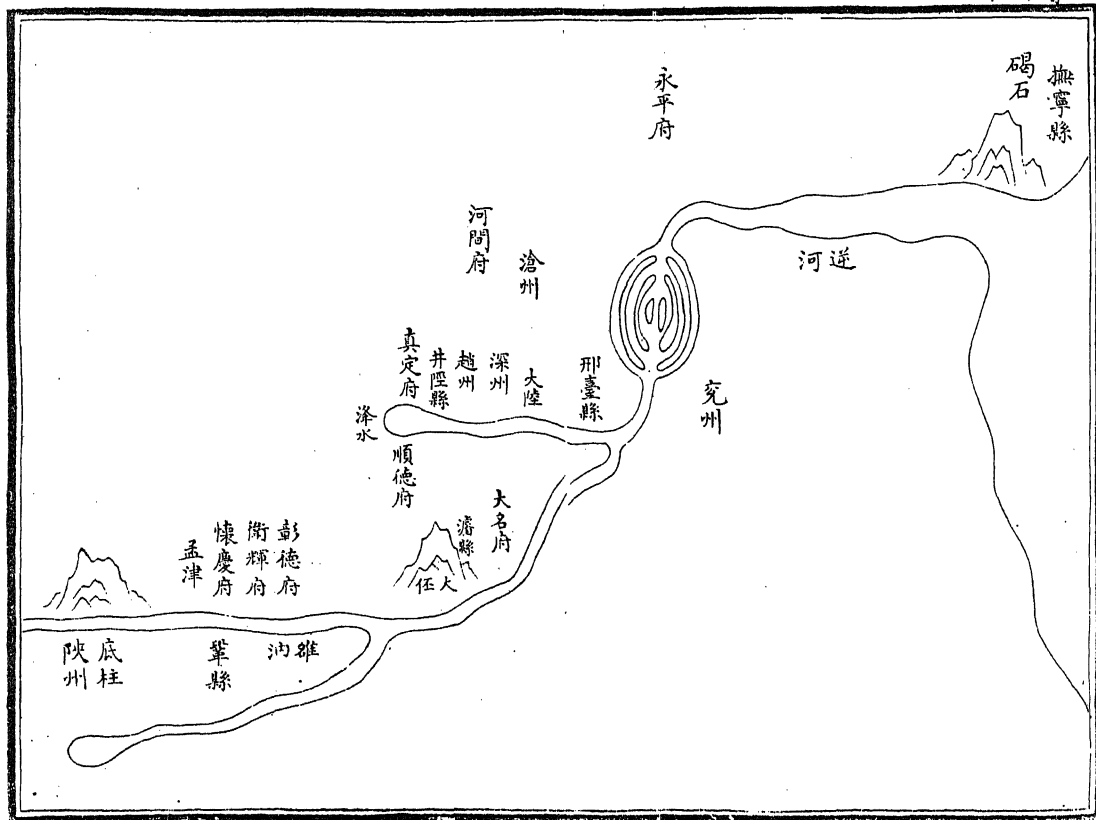 撫寧縣
碣石
永平府
逆河
兖州
邢臺縣
大陸
滄州
深州
河間府
趙州
井陘縣
真定府
洚水
順德府
大名府
濬縣
大伾
彰德府
衛輝府
懷慶府
孟津
雒汭
鞏縣
底柱
陝州